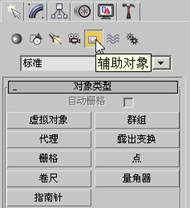 辅助对象
标准
- 对象类型
自动栅格
虚拟对象 群组
代理 露出变换
栅格 点
卷尺 量角器
指南针